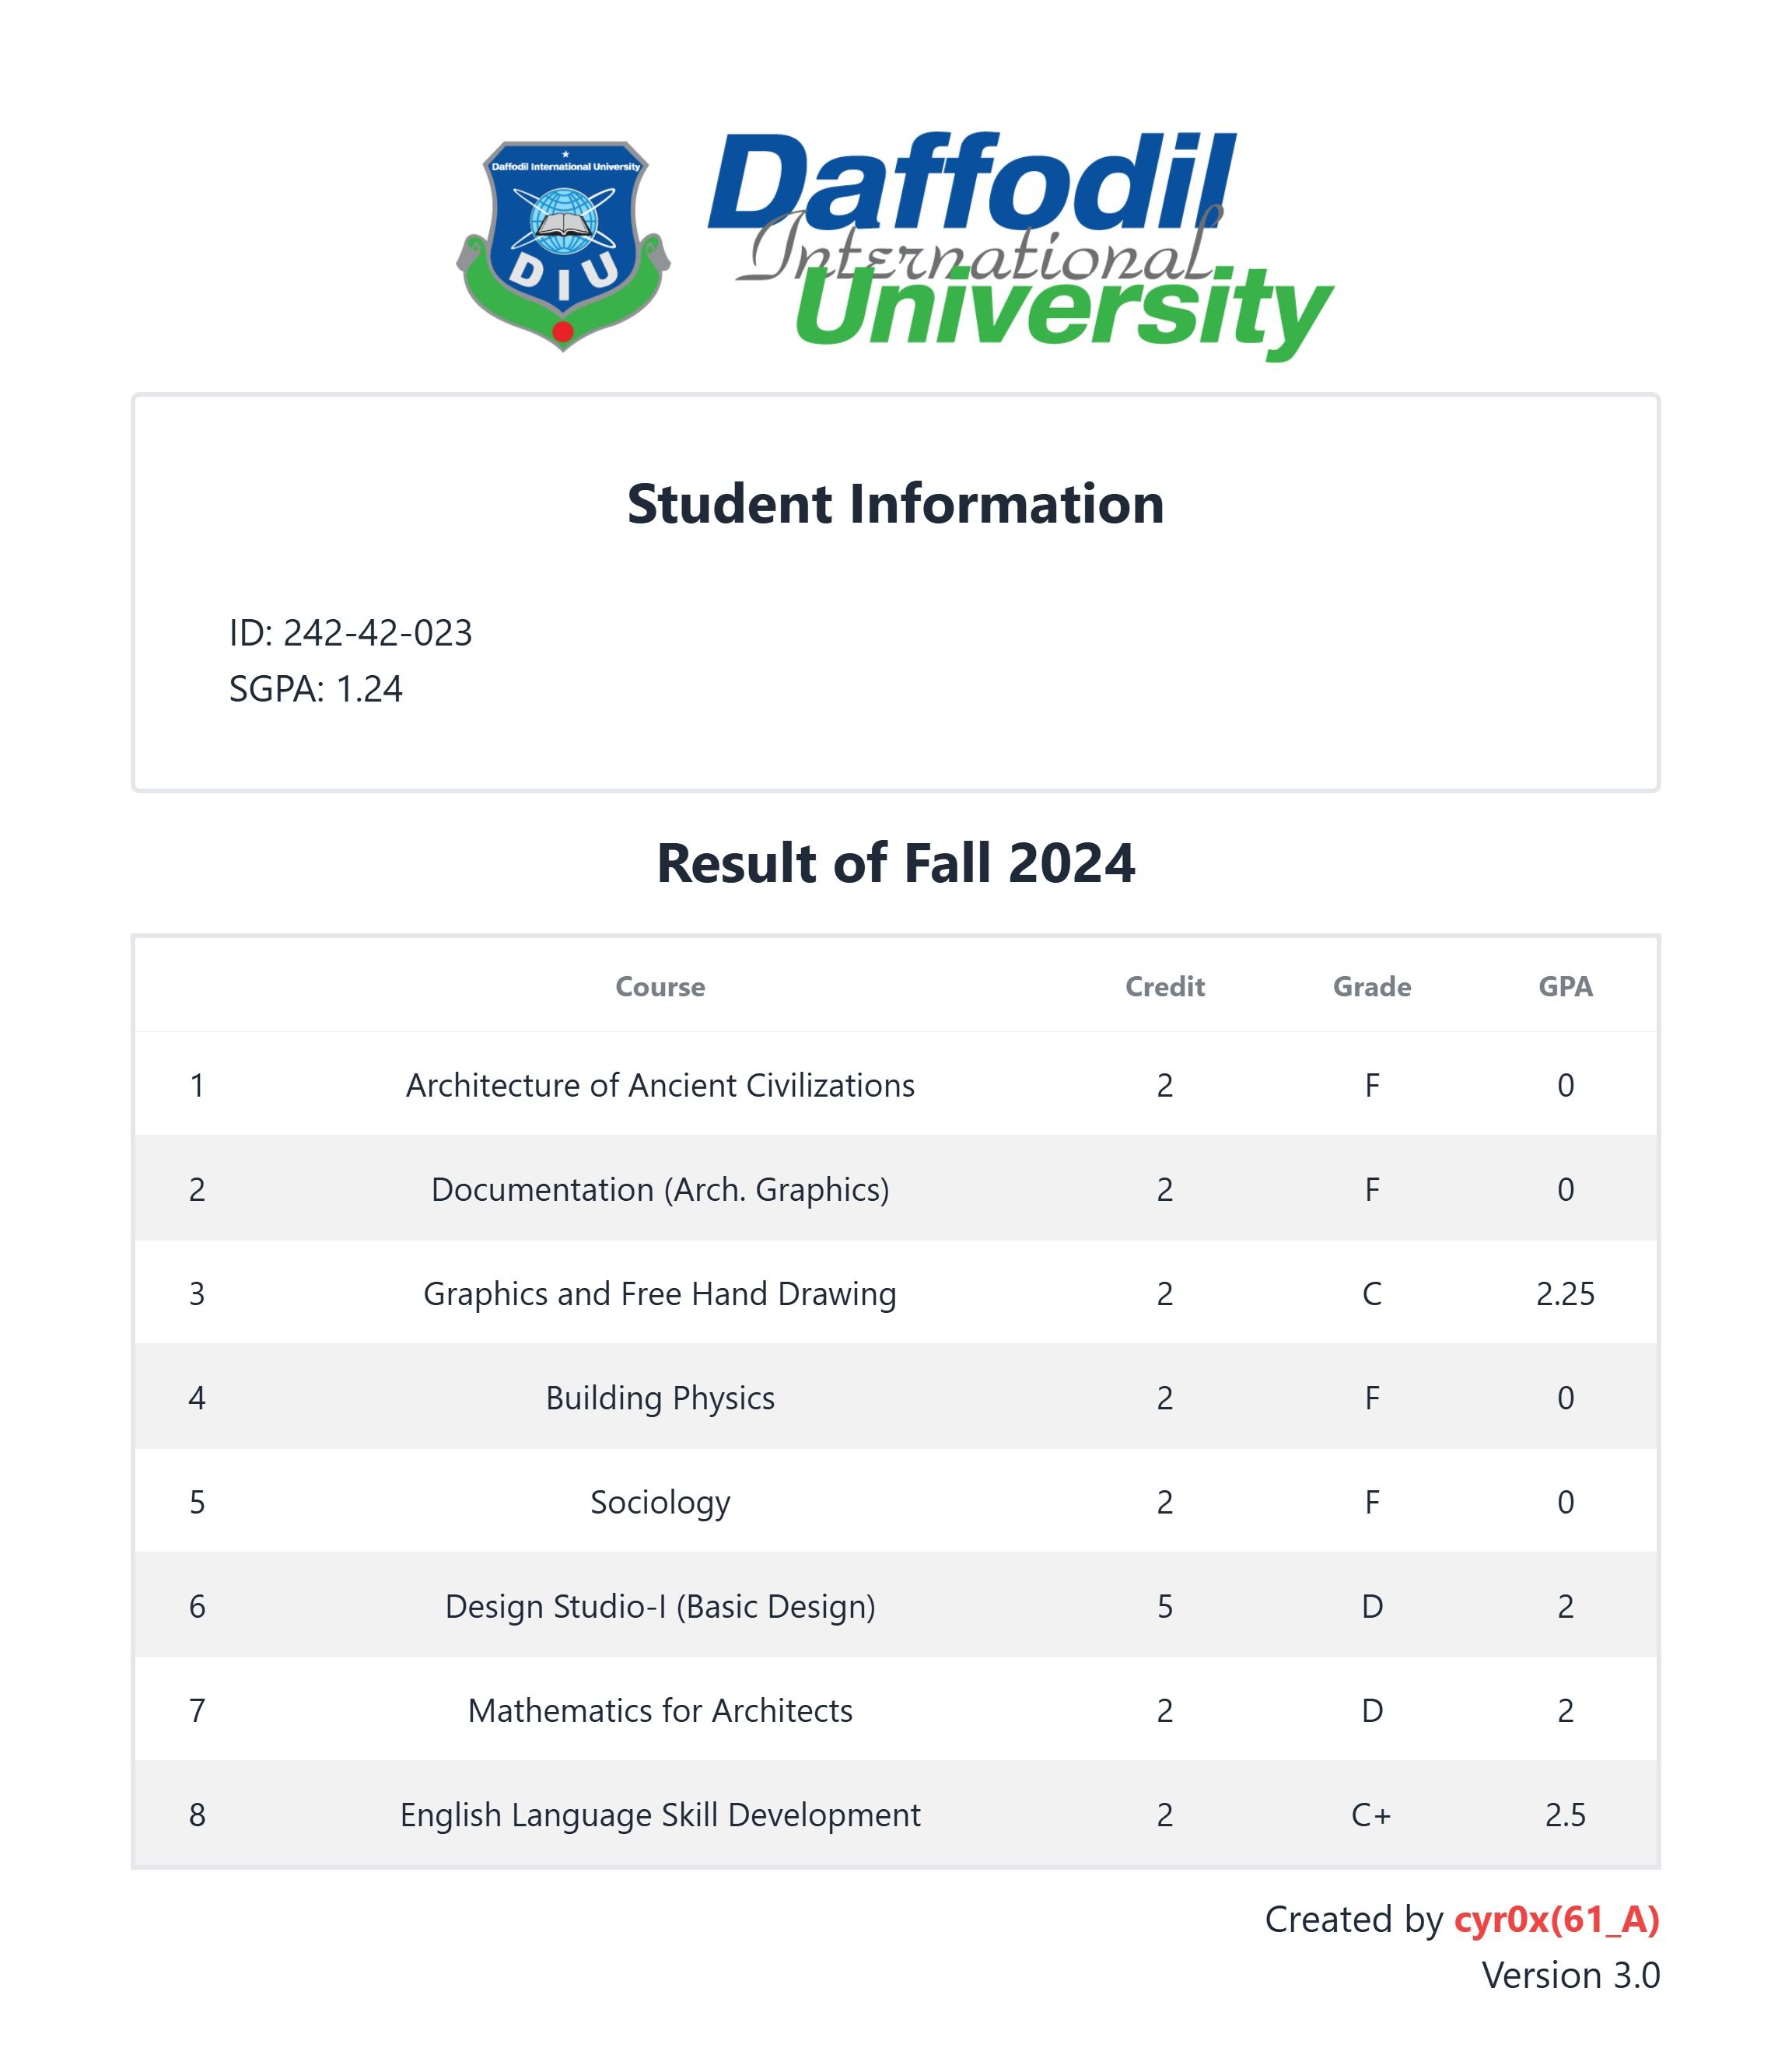 Daffodil International University
D I U
Daffodil
International
University
Student Information
ID: 242-42-023
SGPA: 1.24
Result of Fall 2024
Course Credit Grade GPA
1 Architecture of Ancient Civilizations 2 F 0
2 Documentation (Arch. Graphics) 2 F 0
3 Graphics and Free Hand Drawing 2 C 2.25
4 Building Physics 2 F 0
5 Sociology 2 F 0
6 Design Studio-I (Basic Design) 5 D 2
7 Mathematics for Architects 2 D 2
8 English Language Skill Development 2 C+ 2.5
Created by cyr0x(61_A)
Version 3.0